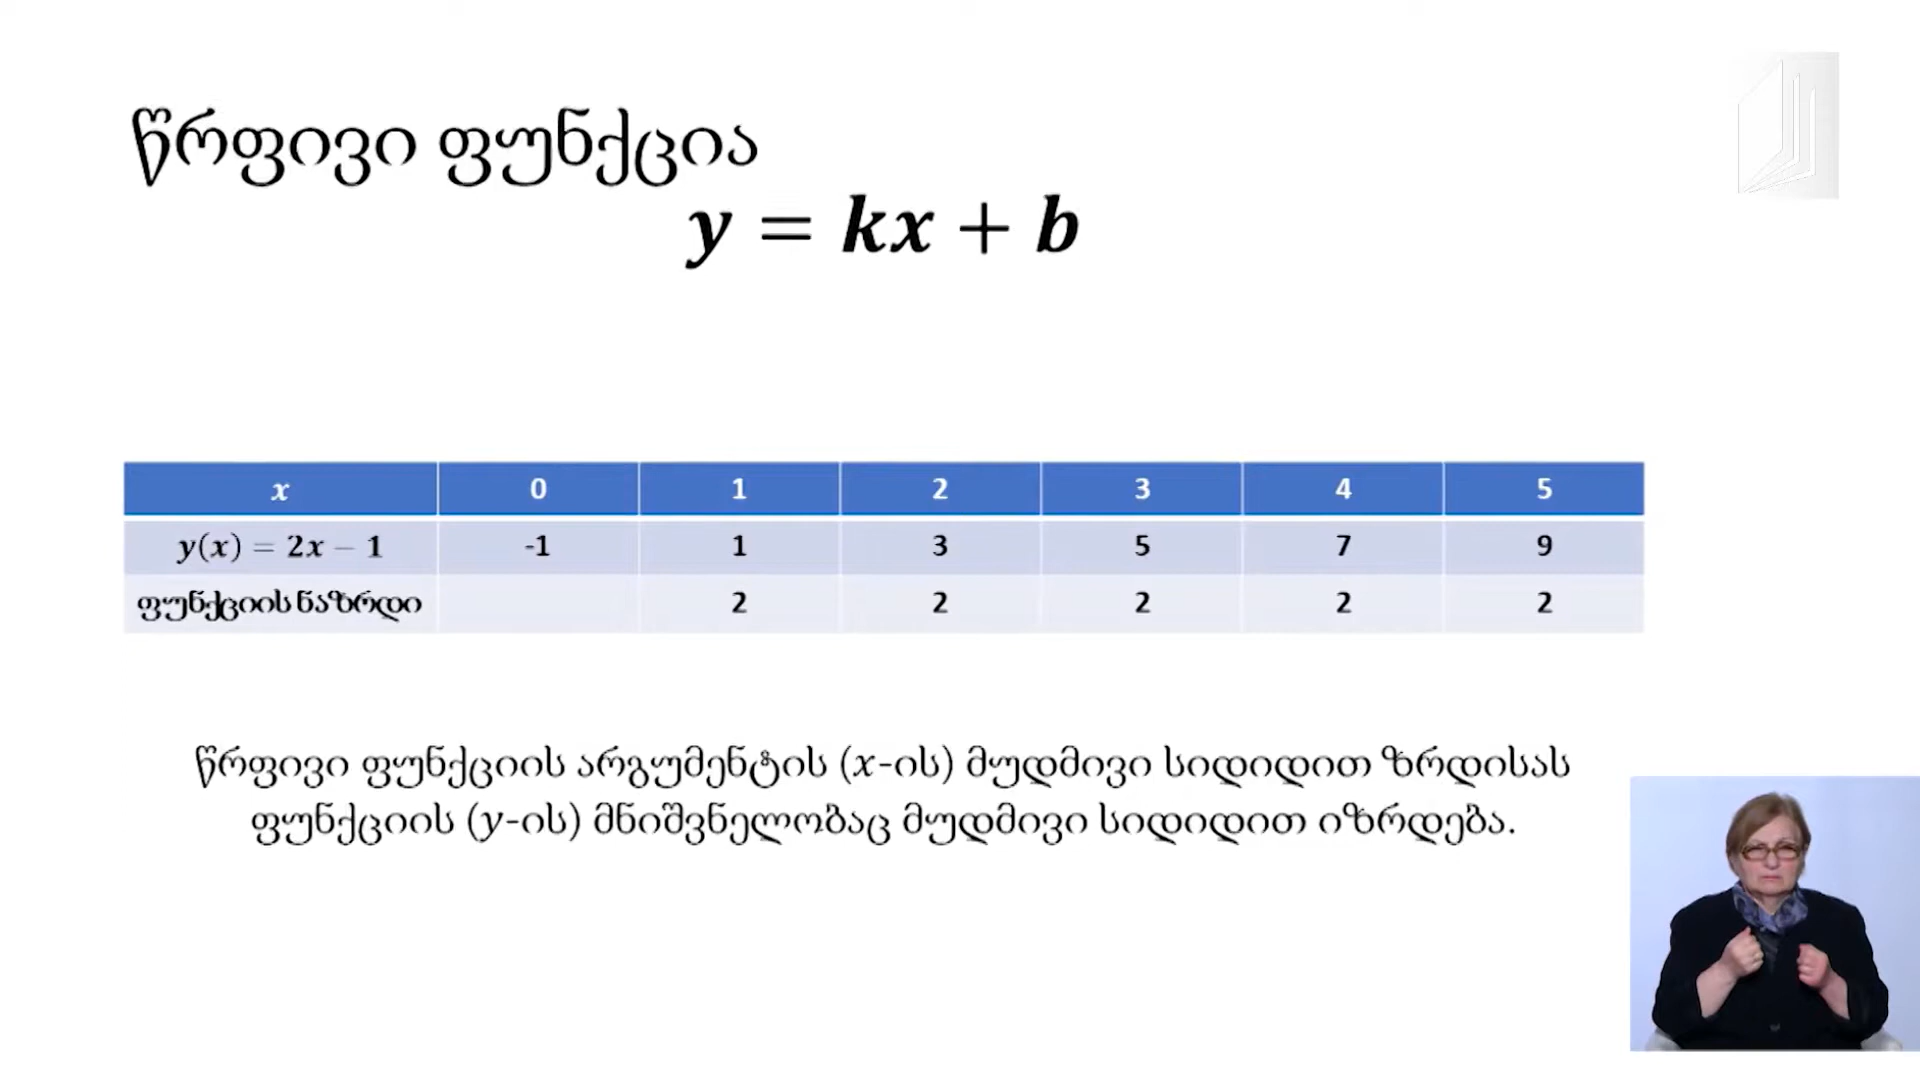 წრფივი ფუნქცია
y = kx + b
x 0 1 2 3 4 5
y(x) = 2x − 1 -1 1 3 5 7 9
ფუნქციის ნაზრდი 2 2 2 2 2
წრფივი ფუნქციის არგუმენტის (x-ის) მუდმივი სიდიდით ზრდისას
ფუნქციის (y-ის) მნიშვნელობაც მუდმივი სიდიდით იზრდება.